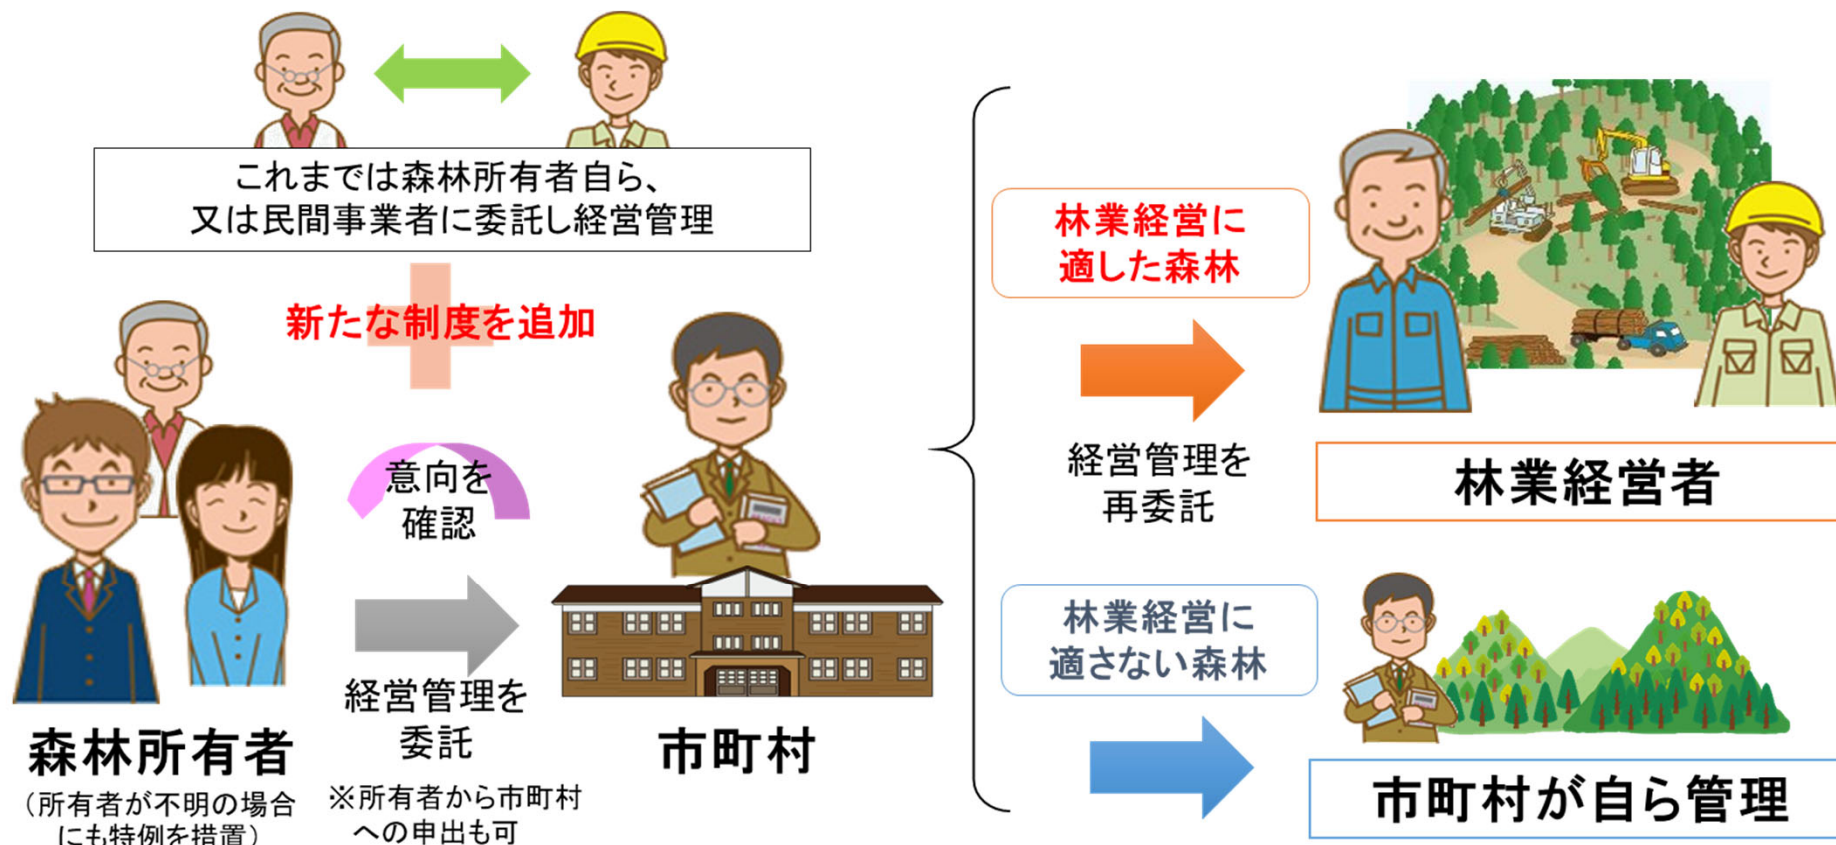 これまでは森林所有者自ら、
又は民間事業者に委託し経営管理
新たな制度を追加
意向を
確認
経営管理を
委託
※所有者から市町村
への申出も可
森林所有者
（所有者が不明の場合
にも特例を措置）
市町村
林業経営に
適した森林
経営管理を
再委託
林業経営者
林業経営に
適さない森林
市町村が自ら管理